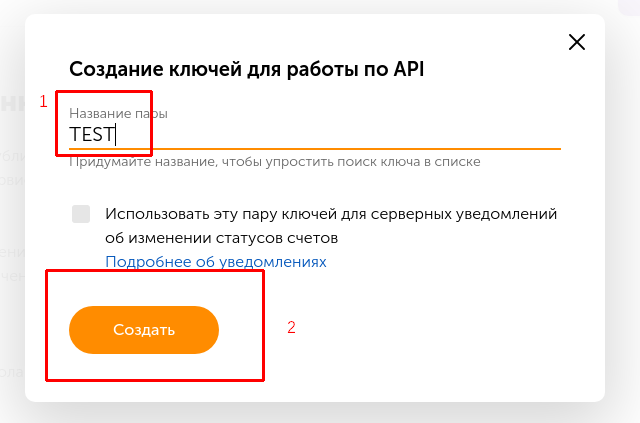 Создание ключей для работы по API
1
Название пары
TEST
Придумайте название, чтобы упростить поиск ключа в списке
Использовать эту пару ключей для серверных уведомлений
об изменении статусов счетов
Подробнее об уведомлениях
Создать
2